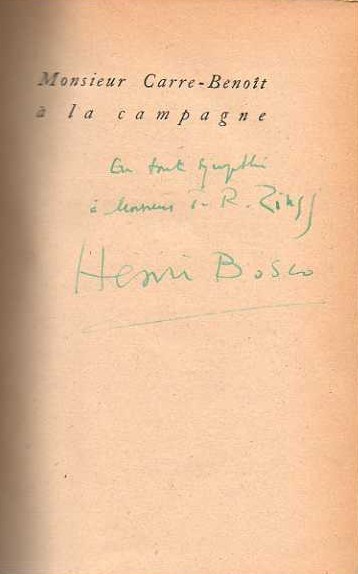 Monsieur Carre-Benoît
à la campagne
En toute sympathie
à Monsieur R.
Henri Bosco